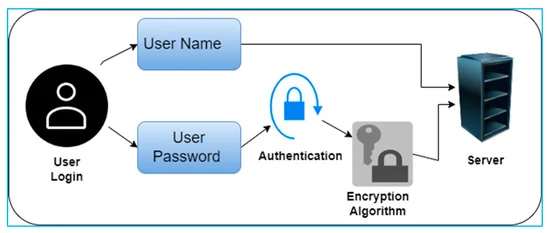 User Name
User
Password
User
Login
Authentication
Encryption
Algorithm
Server